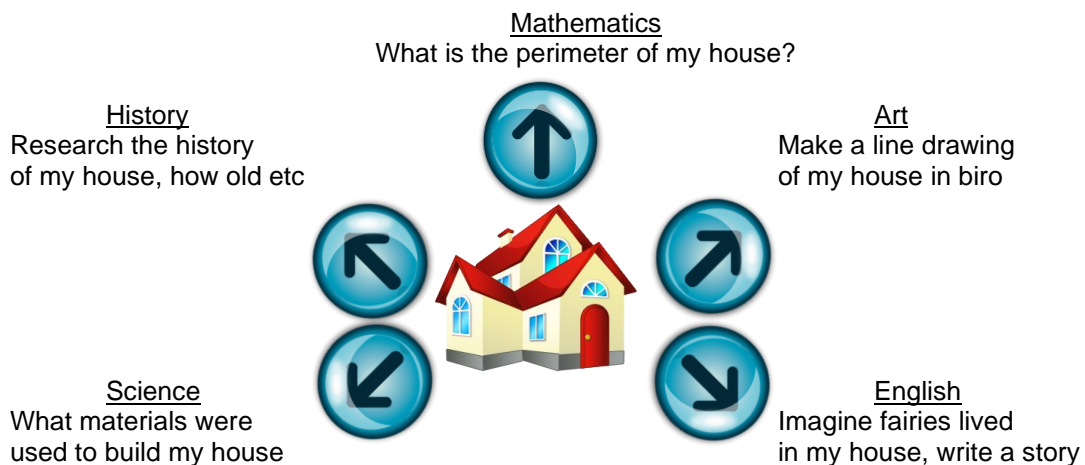 Mathematics
What is the perimeter of my house?
History
Research the history
of my house, how old etc
Art
Make a line drawing
of my house in biro
Science
What materials were
used to build my house
English
Imagine fairies lived
in my house, write a story